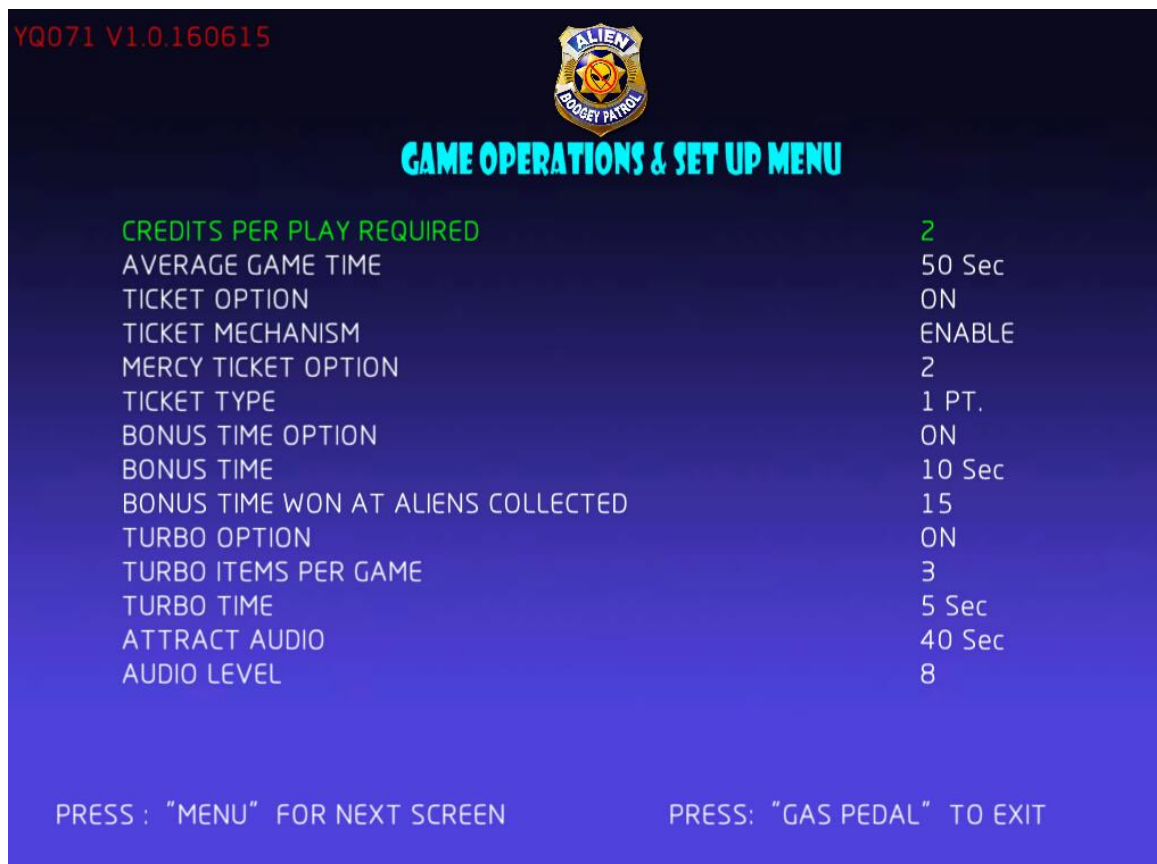 YQ071 V1.0.160615
ALIEN
BOOGEY PATROL
GAME OPERATIONS & SET UP MENU
CREDITS PER PLAY REQUIRED 2
AVERAGE GAME TIME 50 Sec
TICKET OPTION ON
TICKET MECHANISM ENABLE
MERCY TICKET OPTION 2
TICKET TYPE 1 PT.
BONUS TIME OPTION ON
BONUS TIME 10 Sec
BONUS TIME WON AT ALIENS COLLECTED 15
TURBO OPTION ON
TURBO ITEMS PER GAME 3
TURBO TIME 5 Sec
ATTRACT AUDIO 40 Sec
AUDIO LEVEL 8
PRESS : "MENU" FOR NEXT SCREEN PRESS: "GAS PEDAL" TO EXIT